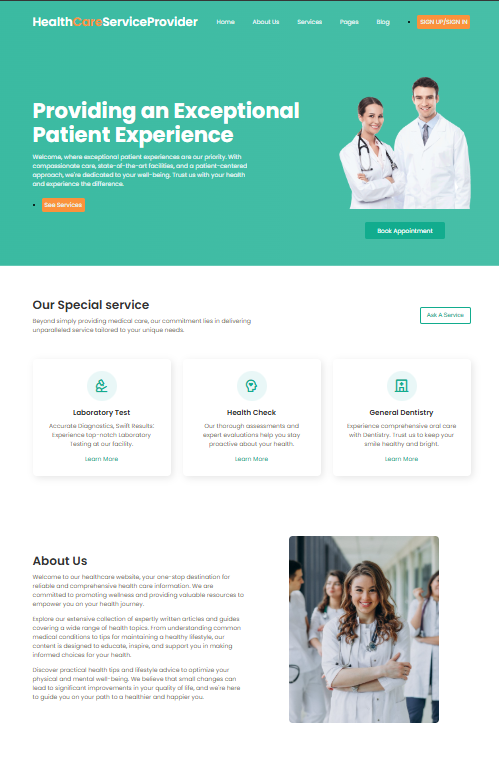 HealthCareServiceProvider Home About Us Services Pages Blog SIGN UP/SIGN IN
Providing an Exceptional
Patient Experience
Welcome, where exceptional patient experiences are our priority. With
compassionate care, state-of-the-art facilities, and a patient-centered
approach, we're dedicated to your well-being. Trust us with your health
and experience the difference.
See Services
Book Appointment
Our Special service
Beyond simply providing medical care, our commitment lies in delivering
unparalleled service tailored to your unique needs.
Ask A Service
Laboratory Test
Accurate Diagnostics, Swift Results:
Experience top-notch Laboratory
Testing at our facility.
Learn More
Health Check
Our thorough assessments and
expert evaluations help you stay
proactive about your health.
Learn More
General Dentistry
Experience comprehensive oral care
with Dentistry. Trust us to keep your
smile healthy and bright.
Learn More
About Us
Welcome to our healthcare website, your one-stop destination for
reliable and comprehensive health care information. We are
committed to promoting wellness and providing valuable resources to
empower you on your health journey.
Explore our extensive collection of expertly written articles and guides
covering a wide range of health topics. From understanding common
medical conditions to tips for maintaining a healthy lifestyle, our
content is designed to educate, inspire, and support you in making
informed choices for your health.
Discover practical health tips and lifestyle advice to optimize your
physical and mental well-being. We believe that small changes can
lead to significant improvements in your quality of life, and we're here
to guide you on your path to a healthier and happier you.